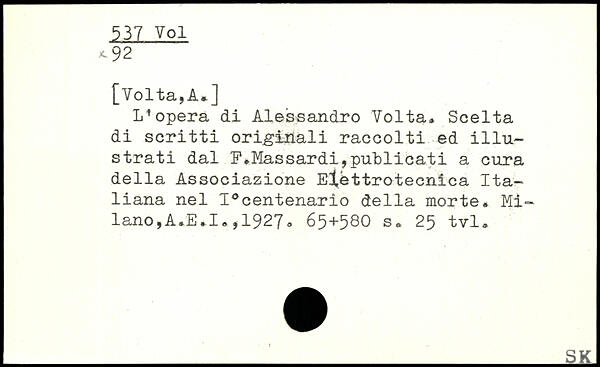 537 Vol
x 92
[Volta,A.]
L'opera di Alessandro Volta. Scelta
di scritti originali raccolti ed illu-
strati dal F.Massardi,publicati a cura
della Associazione Elettrotecnica Ita-
liana nel I°centenario della morte. Mi-
lano,A.E.I.,1927. 65+580 s. 25 tvl.
SK